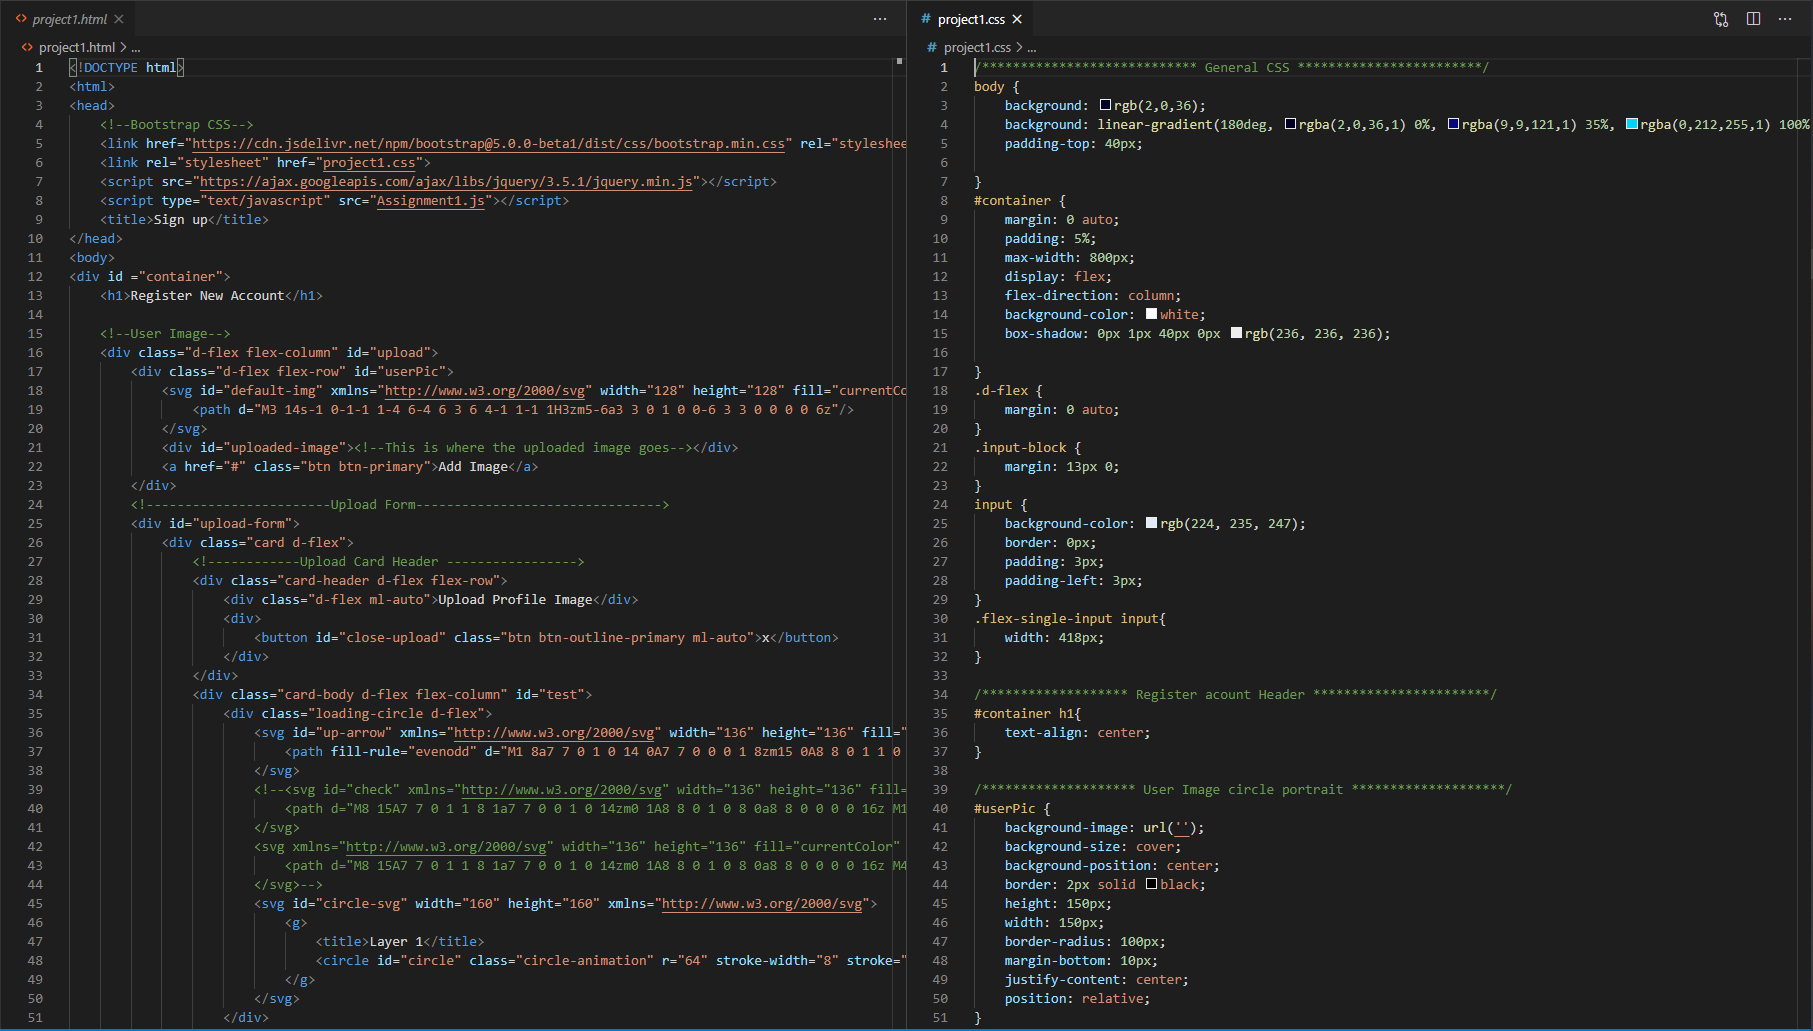 project1.html
project1.html > ...
1 <!DOCTYPE html>
2 <html>
3 <head>
4 <!--Bootstrap CSS-->
5 <link href="https://cdn.jsdelivr.net/npm/bootstrap@5.0.0-beta1/dist/css/bootstrap.min.css" rel="styleshee
6 <link rel="stylesheet" href="project1.css">
7 <script src="https://ajax.googleapis.com/ajax/libs/jquery/3.5.1/jquery.min.js"></script>
8 <script type="text/javascript" src="Assignment1.js"></script>
9 <title>Sign up</title>
10 </head>
11 <body>
12 <div id ="container">
13 <h1>Register New Account</h1>
14
15 <!--User Image-->
16 <div class="d-flex flex-column" id="upload">
17 <div class="d-flex flex-row" id="userPic">
18 <svg id="default-img" xmlns="http://www.w3.org/2000/svg" width="128" height="128" fill="currentCo
19 <path d="M3 14s-1 0-1-1 1-4 6-4 6 3 6 4-1 1-1 1H3zm5-6a3 3 0 1 0 0-6 3 3 0 0 0 0 6z"/>
20 </svg>
21 <div id="uploaded-image"><!--This is where the uploaded image goes--></div>
22 <a href="#" class="btn btn-primary">Add Image</a>
23 </div>
24 <!------------------------Upload Form-------------------------------->
25 <div id="upload-form">
26 <div class="card d-flex">
27 <!------------Upload Card Header ----------------->
28 <div class="card-header d-flex flex-row">
29 <div class="d-flex ml-auto">Upload Profile Image</div>
30 <div>
31 <button id="close-upload" class="btn btn-outline-primary ml-auto">x</button>
32 </div>
33 </div>
34 <div class="card-body d-flex flex-column" id="test">
35 <div class="loading-circle d-flex">
36 <svg id="up-arrow" xmlns="http://www.w3.org/2000/svg" width="136" height="136" fill="
37 <path fill-rule="evenodd" d="M1 8a7 7 0 1 0 14 0A7 7 0 0 0 1 8zm15 0A8 8 0 1 1 0
38 </svg>
39 <!--<svg id="check" xmlns="http://www.w3.org/2000/svg" width="136" height="136" fill=
40 <path d="M8 15A7 7 0 1 1 8 1a7 7 0 0 1 0 14zm0 1A8 8 0 1 0 8 0a8 8 0 0 0 0 16z M1
41 </svg>
42 <svg xmlns="http://www.w3.org/2000/svg" width="136" height="136" fill="currentColor"
43 <path d="M8 15A7 7 0 1 1 8 1a7 7 0 0 1 0 14zm0 1A8 8 0 1 0 8 0a8 8 0 0 0 0 16z M4
44 </svg>-->
45 <svg id="circle-svg" width="160" height="160" xmlns="http://www.w3.org/2000/svg">
46 <g>
47 <title>Layer 1</title>
48 <circle id="circle" class="circle-animation" r="64" stroke-width="8" stroke="
49 </g>
50 </svg>
51 </div>
# project1.css
# project1.css > ...
1 /**************************** General CSS ************************/
2 body {
3 background: rgb(2,0,36);
4 background: linear-gradient(180deg, rgba(2,0,36,1) 0%, rgba(9,9,121,1) 35%, rgba(0,212,255,1) 100%
5 padding-top: 40px;
6
7 }
8 #container {
9 margin: 0 auto;
10 padding: 5%;
11 max-width: 800px;
12 display: flex;
13 flex-direction: column;
14 background-color: white;
15 box-shadow: 0px 1px 40px 0px rgb(236, 236, 236);
16
17 }
18 .d-flex {
19 margin: 0 auto;
20 }
21 .input-block {
22 margin: 13px 0;
23 }
24 input {
25 background-color: rgb(224, 235, 247);
26 border: 0px;
27 padding: 3px;
28 padding-left: 3px;
29 }
30 .flex-single-input input{
31 width: 418px;
32 }
33
34 /******************* Register acount Header ***********************/
35 #container h1{
36 text-align: center;
37 }
38
39 /******************** User Image circle portrait ********************/
40 #userPic {
41 background-image: url('');
42 background-size: cover;
43 background-position: center;
44 border: 2px solid black;
45 height: 150px;
46 width: 150px;
47 border-radius: 100px;
48 margin-bottom: 10px;
49 justify-content: center;
50 position: relative;
51 }